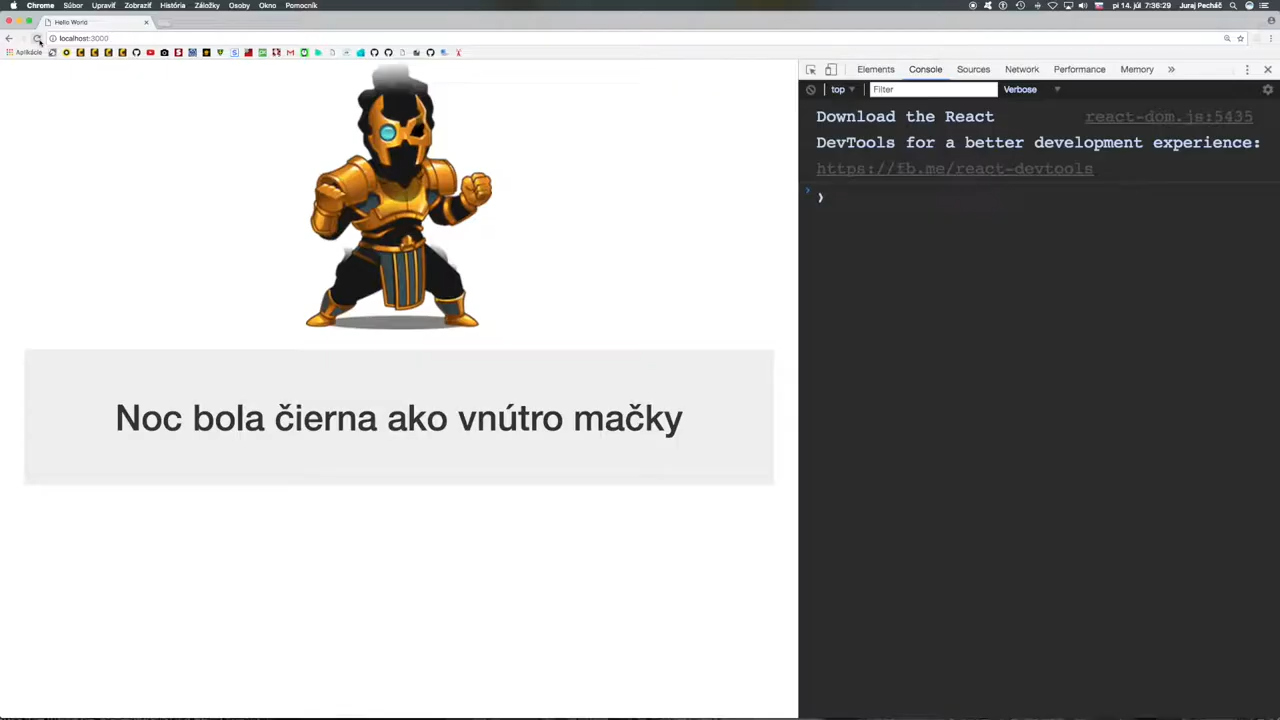 Chrome Súbor Upraviť Zobraziť História Záložky Osoby Okno Pomocník
pi 14. júl 7:36:29 Juraj Pecháč
Hello World
localhost:3000
Aplikácie
Elements Console Sources Network Performance Memory »
top Filter Verbose
Download the React react-dom.js:5435
DevTools for a better development experience:
https://fb.me/react-devtools
Noc bola čierna ako vnútro mačky